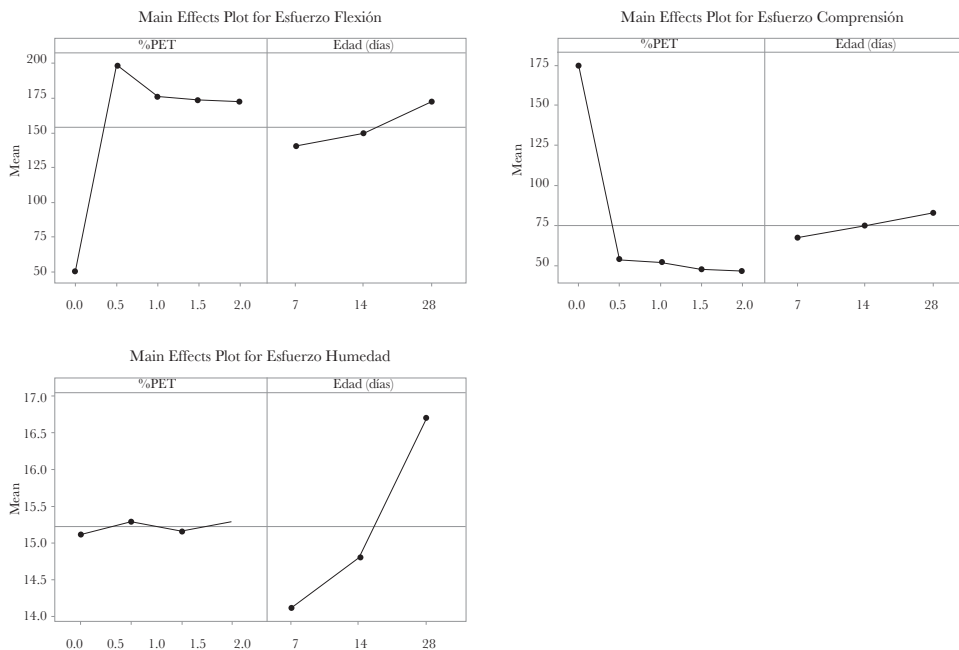 Main Effects Plot for Esfuerzo Flexión
%PET Edad (días)
200
175
150
125
100
75
50
Mean
0.0 0.5 1.0 1.5 2.0 7 14 28
Main Effects Plot for Esfuerzo Comprensión
%PET Edad (días)
175
150
125
100
75
50
Mean
0.0 0.5 1.0 1.5 2.0 7 14 28
Main Effects Plot for Esfuerzo Humedad
%PET Edad (días)
17.0
16.5
16.0
15.5
15.0
14.5
14.0
Mean
0.0 0.5 1.0 1.5 2.0 7 14 28